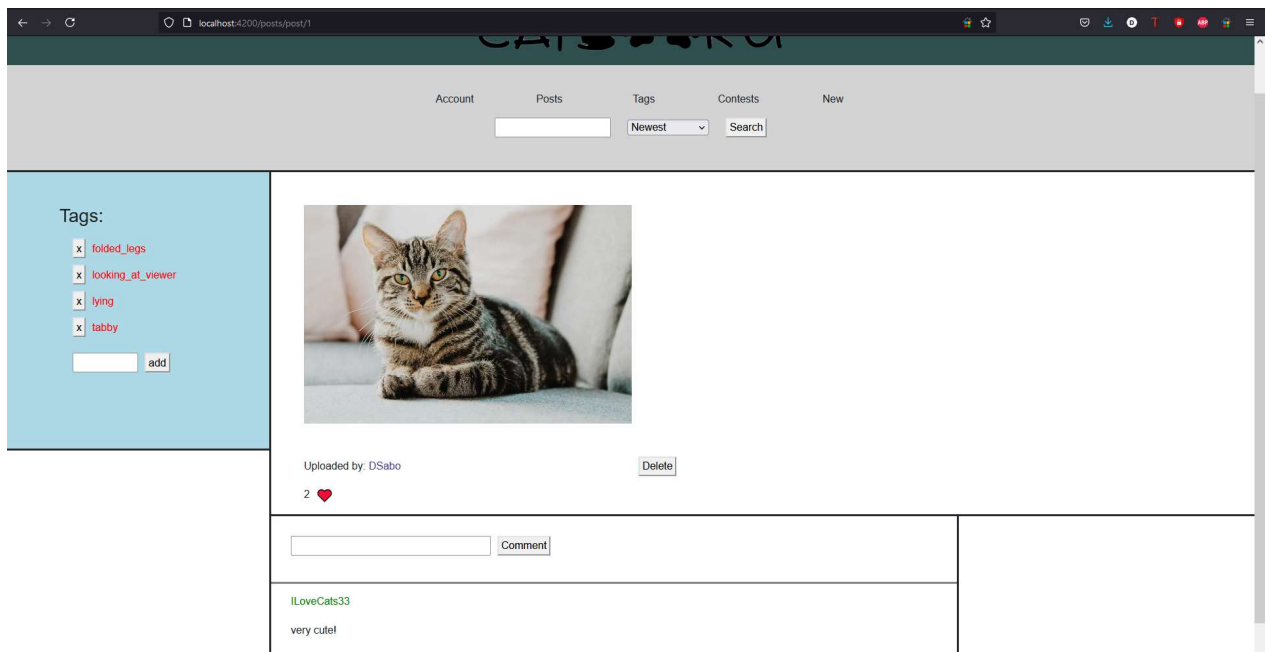 localhost:4200/posts/post/1
Account Posts Tags Contests New
Newest Search
Tags:
x folded_legs
x looking_at_viewer
x lying
x tabby
add
Uploaded by: DSabo Delete
2
Comment
ILoveCats33
very cute!